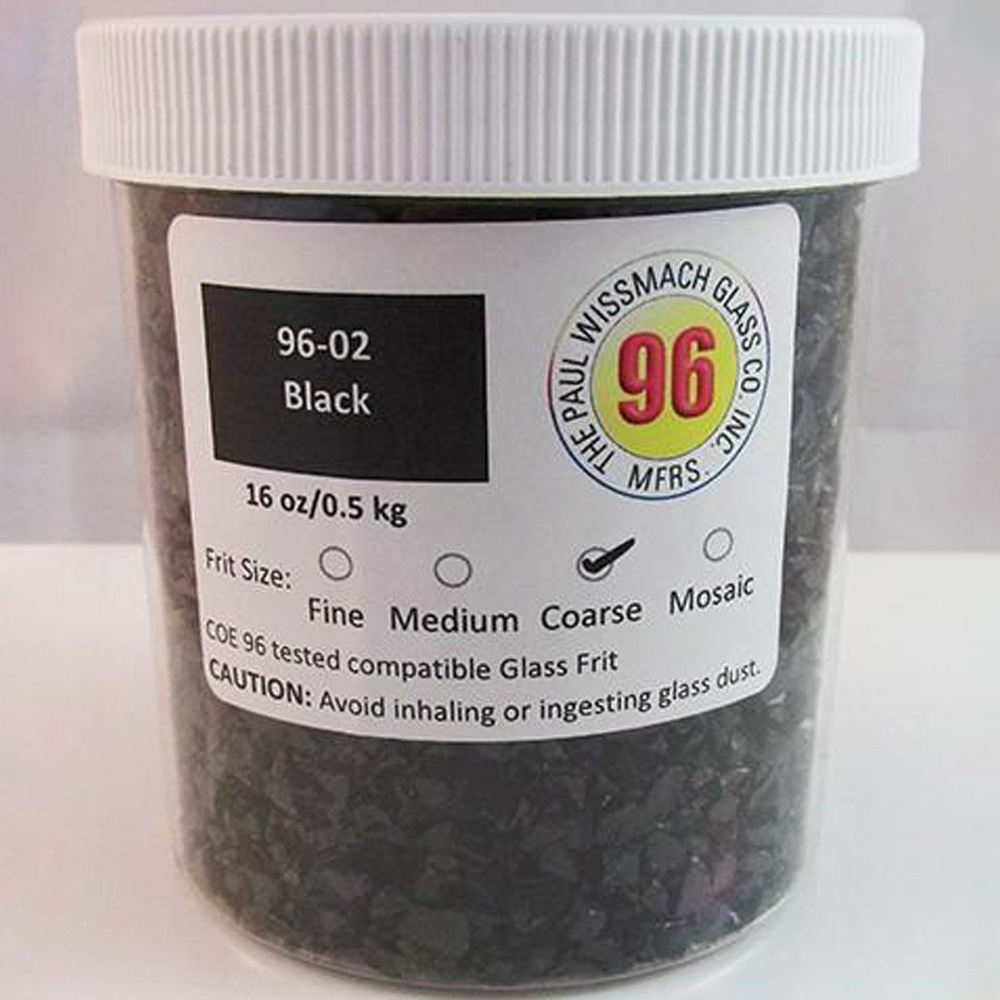 96-02
Black
THE PAUL WISSMACH GLASS CO. INC.
MFRS.
96
16 oz/0.5 kg
Frit Size:
Fine Medium Coarse Mosaic
COE 96 tested compatible Glass Frit
CAUTION: Avoid inhaling or ingesting glass dust.